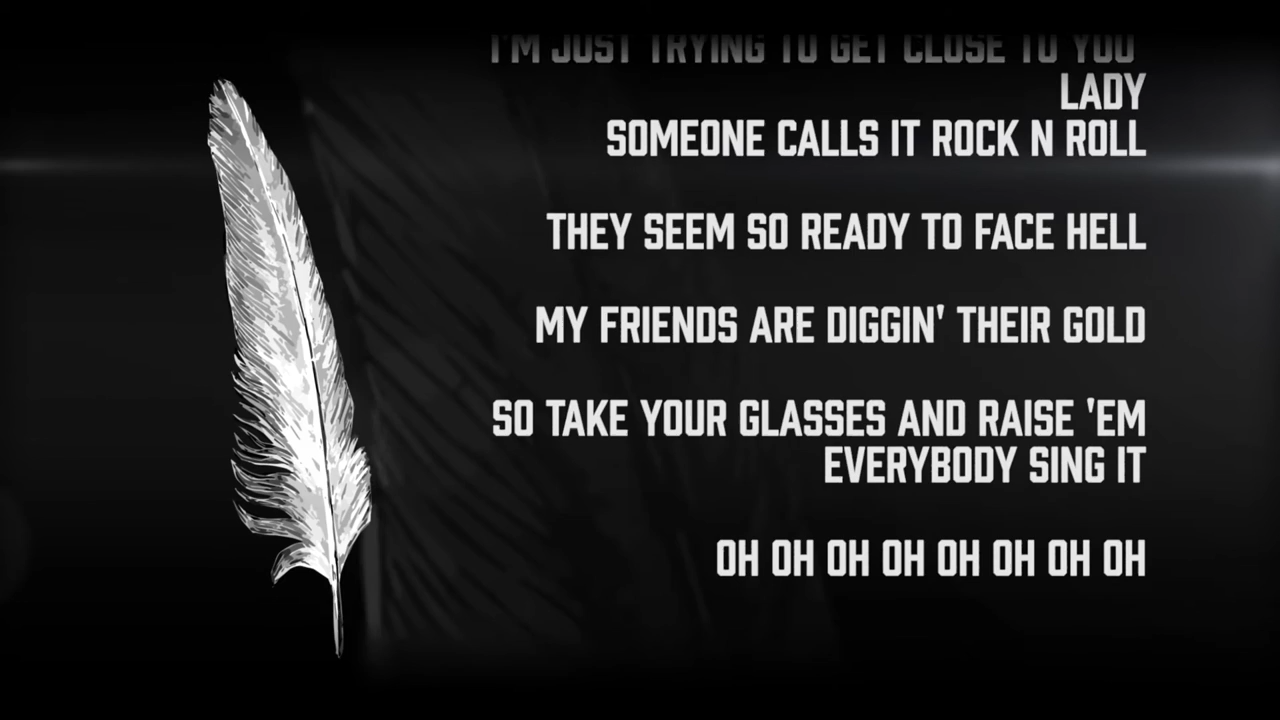 I'M JUST TRYING TO GET CLOSE TO YOU
LADY
SOMEONE CALLS IT ROCK N ROLL
THEY SEEM SO READY TO FACE HELL
MY FRIENDS ARE DIGGIN' THEIR GOLD
SO TAKE YOUR GLASSES AND RAISE 'EM
EVERYBODY SING IT
OH OH OH OH OH OH OH OH